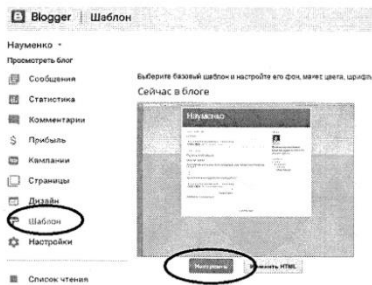 Blogger | Шаблон
Науменко
Просмотреть блог
Сообщения
Статистика
Комментарии
Прибыль
Кампании
Страницы
Дизайн
Шаблон
Настройки
Список чтения
Выберите базовый шаблон и настройте его фон, макет, цвета, шрифты
Сейчас в блоге
Науменко
Настроить
Изменить HTML